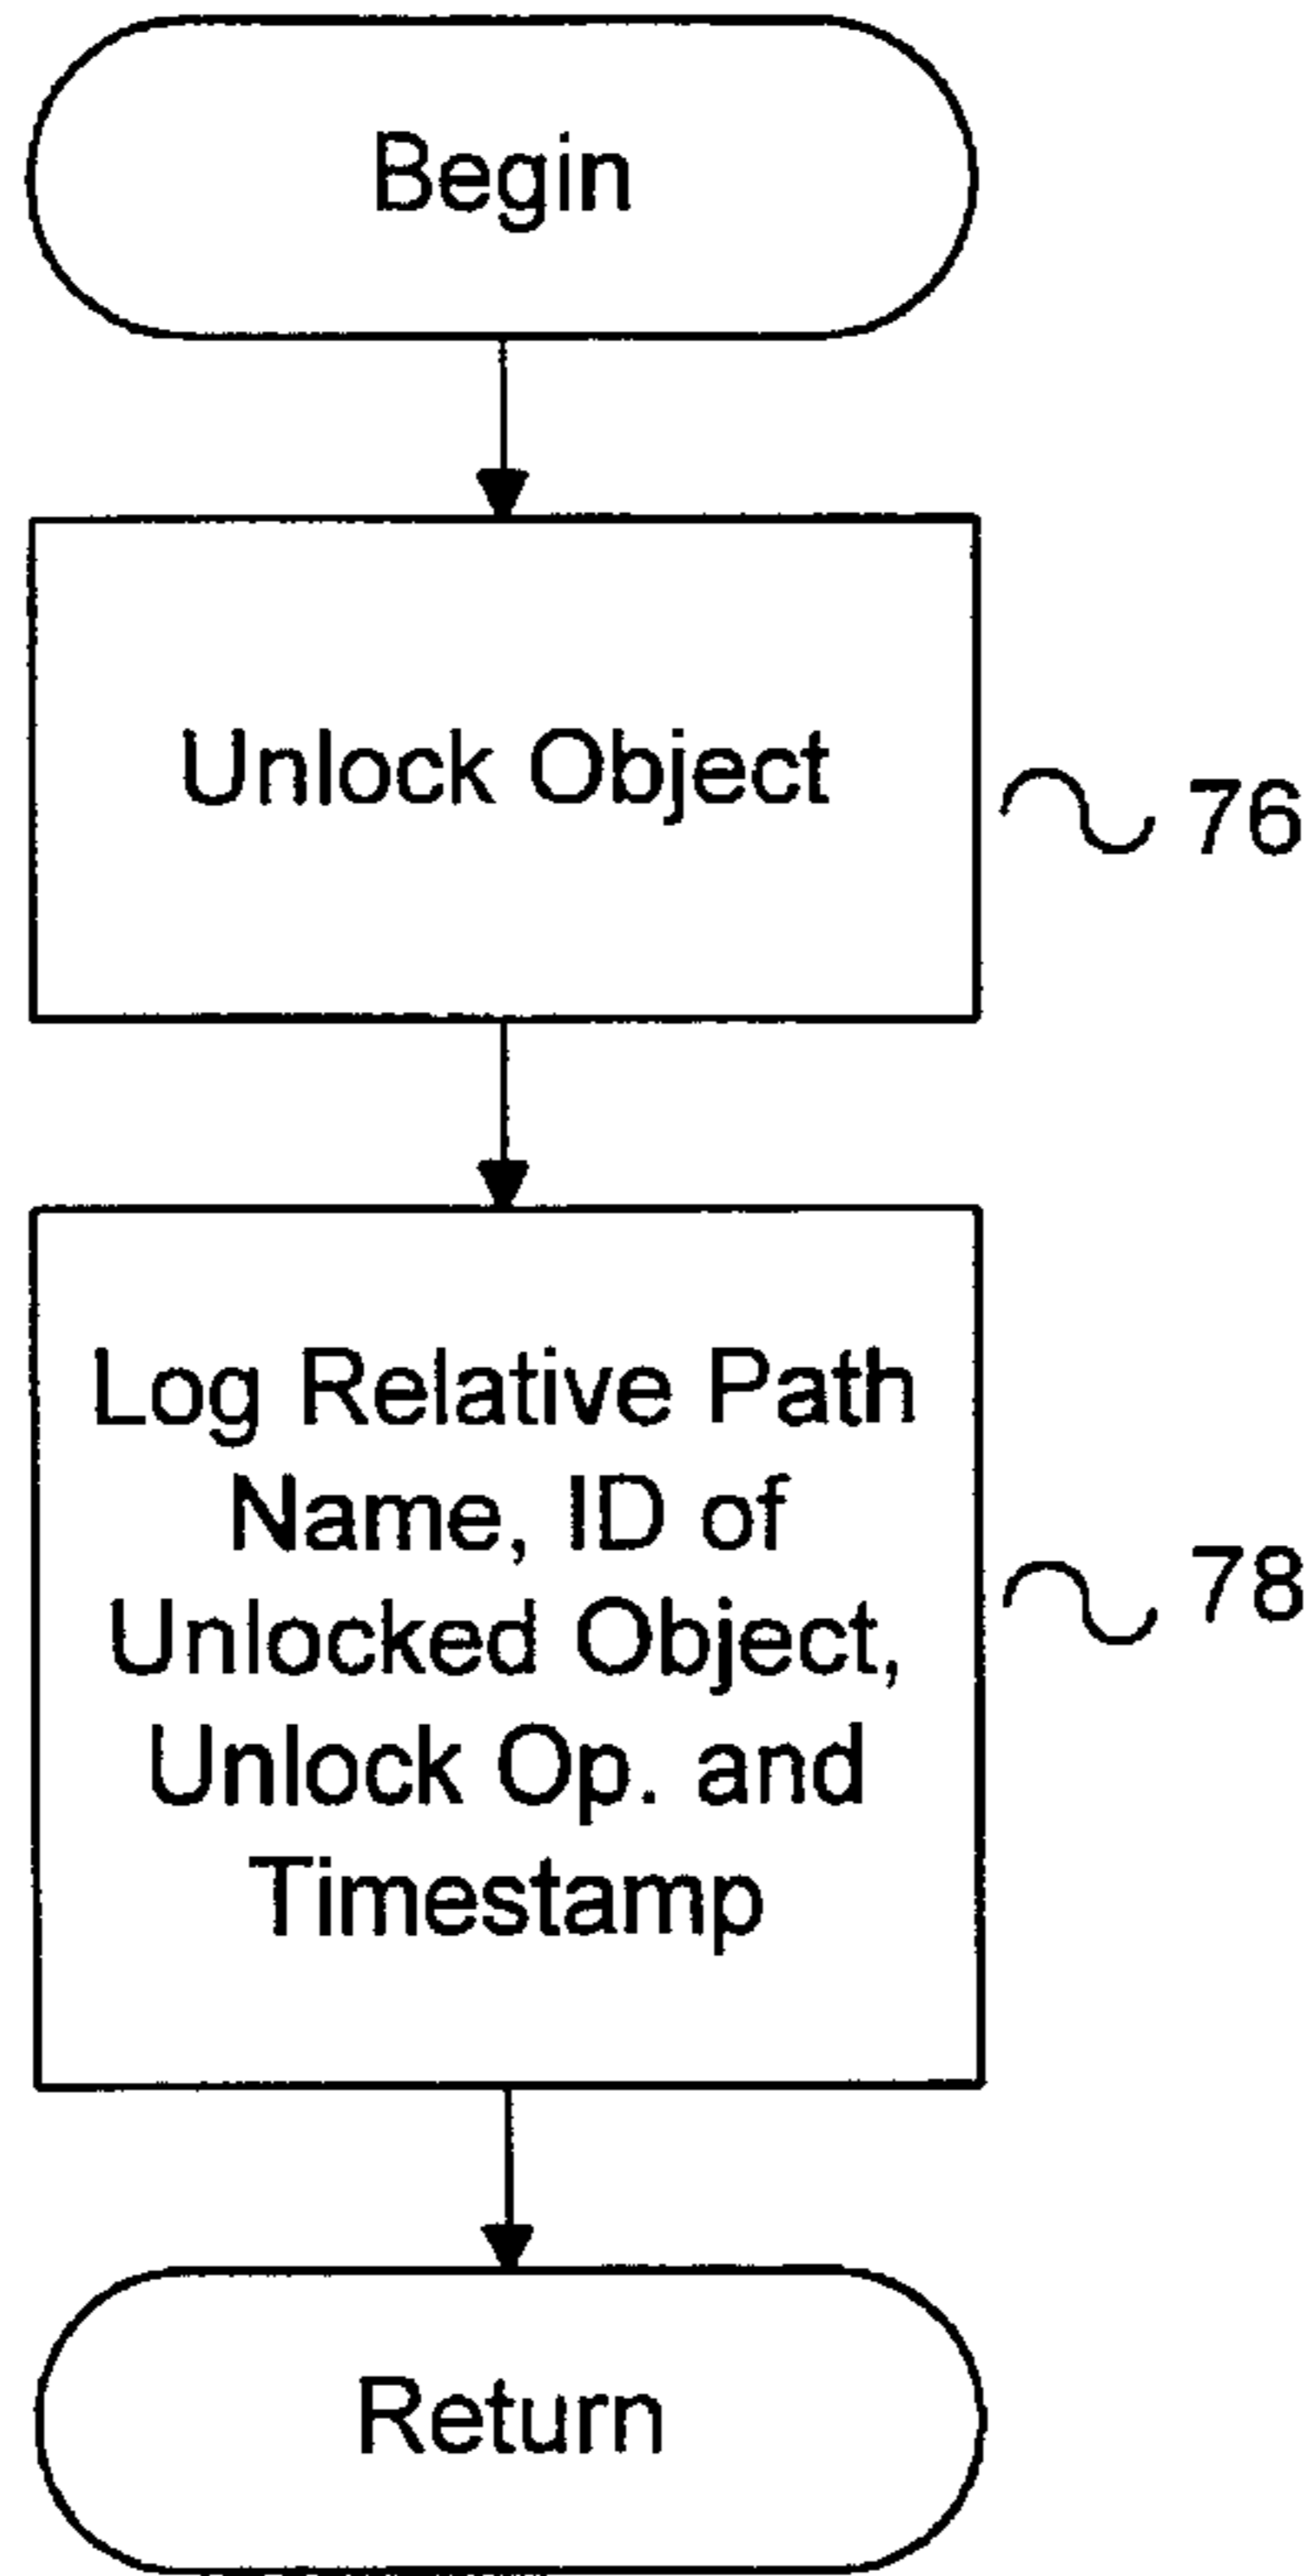 Begin
Unlock Object
76
Log Relative Path
Name, ID of
Unlocked Object,
Unlock Op. and
Timestamp
78
Return